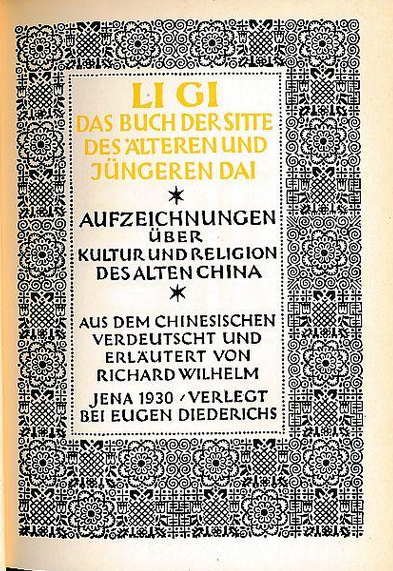 LI GI
DAS BUCH DER SITTE
DES ÄLTEREN UND
JÜNGEREN DAI
AUFZEICHNUNGEN
ÜBER
KULTUR UND RELIGION
DES ALTEN CHINA
AUS DEM CHINESISCHEN
VERDEUTSCHT UND
ERLÄUTERT VON
RICHARD WILHELM
JENA 1930 / VERLEGT
BEI EUGEN DIEDERICHS